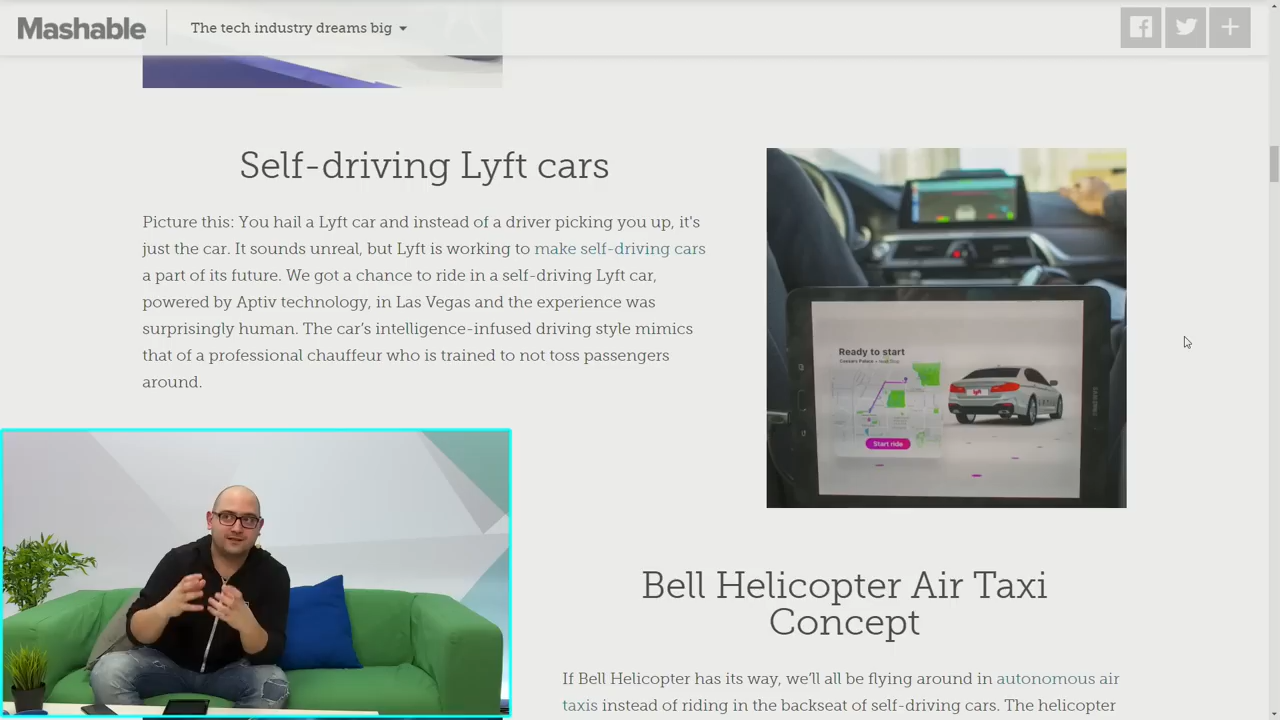 Mashable
The tech industry dreams big
Self-driving Lyft cars
Picture this: You hail a Lyft car and instead of a driver picking you up, it's
just the car. It sounds unreal, but Lyft is working to make self-driving cars
a part of its future. We got a chance to ride in a self-driving Lyft car,
powered by Aptiv technology, in Las Vegas and the experience was
surprisingly human. The car’s intelligence-infused driving style mimics
that of a professional chauffeur who is trained to not toss passengers
around.
Ready to start
Start ride
Bell Helicopter Air Taxi
Concept
If Bell Helicopter has its way, we’ll all be flying around in autonomous air
taxis instead of riding in the backseat of self-driving cars. The helicopter